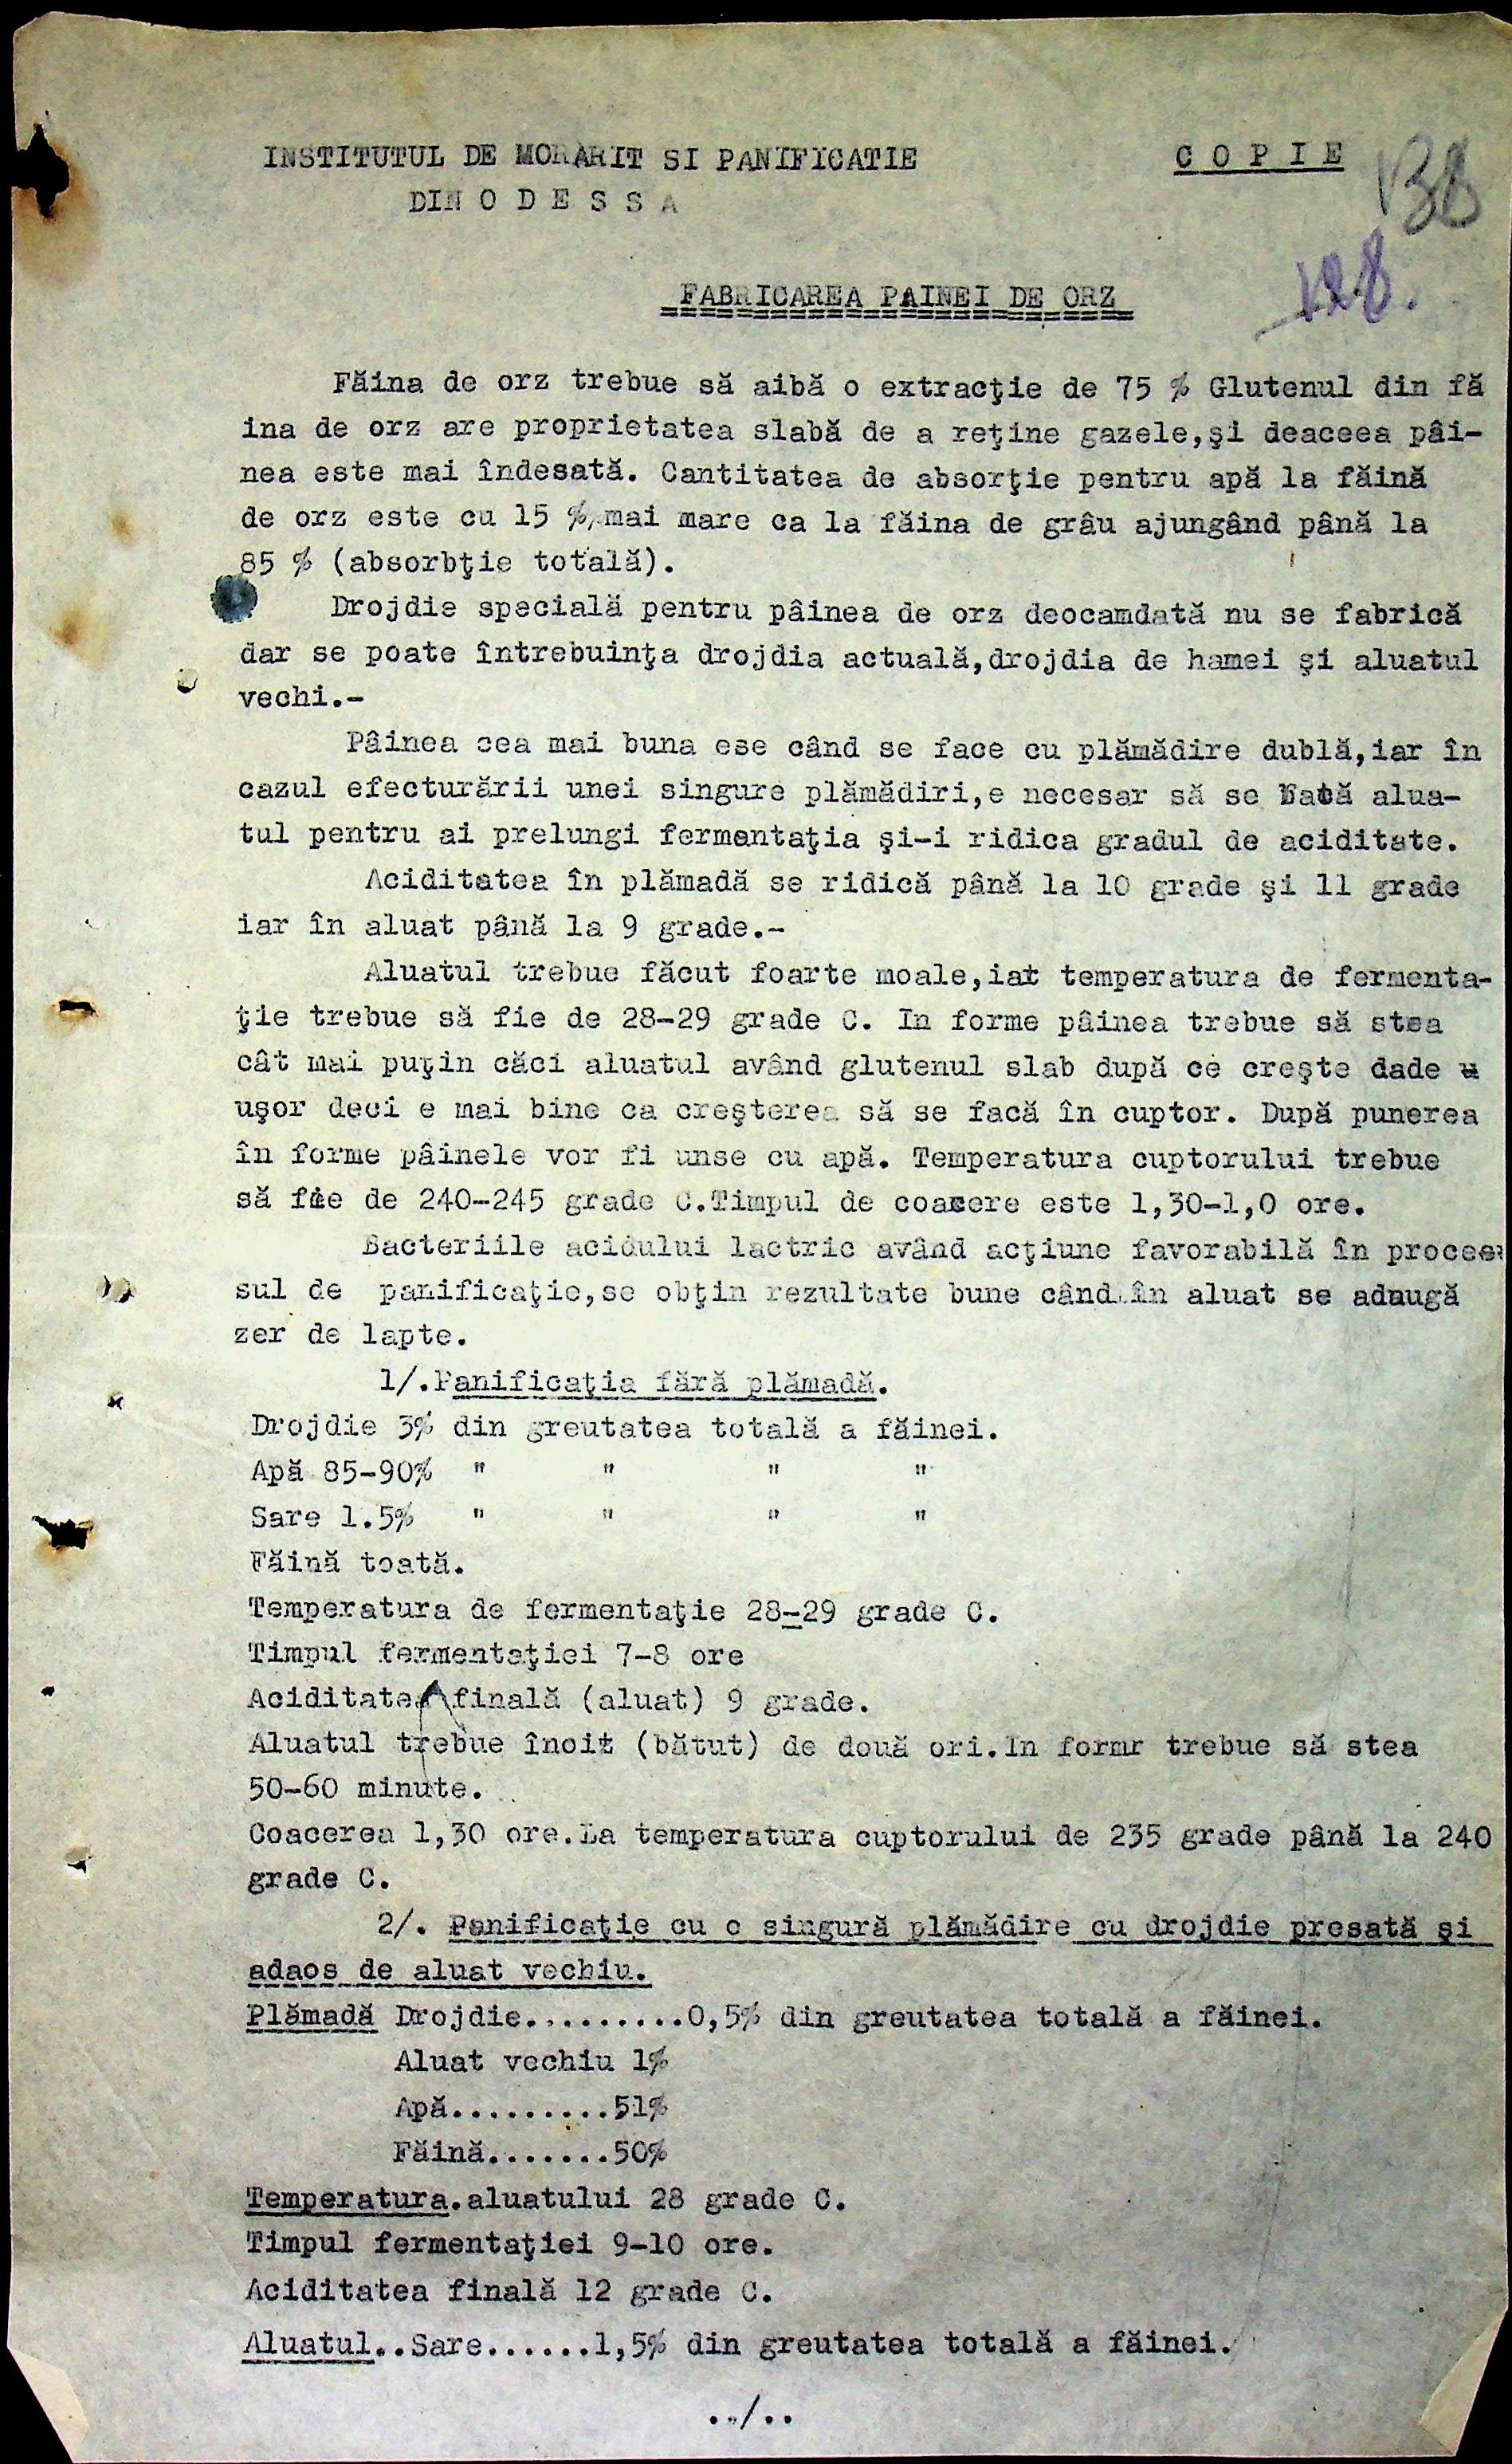 INSTITUTUL DE MORARIT SI PANIFICATIE
COPIE
138
DIN ODESSA
128.
FABRICAREA PAINEI DE ORZ
Făina de orz trebue să aibă o extracţie de 75 % Glutenul din fă
ina de orz are proprietatea slabă de a reţine gazele,şi deaceea pâi-
nea este mai îndesată. Cantitatea de absorţie pentru apă la făină
de orz este cu 15 %,mai mare ca la făina de grâu ajungând până la
85 % (absorbţie totală).
Drojdie specială pentru pâinea de orz deocamdată nu se fabrică
dar se poate întrebuinţa drojdia actuală,drojdia de hamei şi aluatul
vechi.-
Pâinea cea mai buna ese când se face cu plămădire dublă,iar în
cazul efecturării unei singure plămădiri,e necesar să se bată alua-
tul pentru ai prelungi fermentaţia şi-i ridica gradul de aciditate.
Aciditatea în plămadă se ridică până la 10 grade şi 11 grade
iar în aluat până la 9 grade.-
Aluatul trebue făcut foarte moale,iat temperatura de fermenta-
ţie trebue să fie de 28-29 grade C. In forme pâinea trebue să stea
cât mai puţin căci aluatul având glutenul slab după ce creşte dade u
uşor deci e mai bine ca creşterea să se facă în cuptor. După punerea
în forme pâinele vor fi unse cu apă. Temperatura cuptorului trebue
să fie de 240-245 grade C.Timpul de coacere este 1,30-1,0 ore.
Bacteriile acidului lactric având acţiune favorabilă în proces
sul de panificaţie,se obţin rezultate bune când în aluat se adaugă
zer de lapte.
1/.Panificaţia fără plămadă.
Drojdie 3% din greutatea totală a făinei.
Apă 85-90% " " " "
Sare 1.5% " " " "
Făină toată.
Temperatura de fermentaţie 28-29 grade C.
Timpul fermentaţiei 7-8 ore
Aciditatea finală (aluat) 9 grade.
Aluatul trebue înoit (bătut) de două ori.In formr trebue să stea
50-60 minute.
Coacerea 1,30 ore.La temperatura cuptorului de 235 grade până la 240
grade C.
2/. Panificaţie cu o singură plămădire cu drojdie presată şi
adaos de aluat vechiu.
Plămadă Drojdie..........0,5% din greutatea totală a făinei.
Aluat vechiu 1%
Apă.........51%
Făină.......50%
Temperatura.aluatului 28 grade C.
Timpul fermentaţiei 9-10 ore.
Aciditatea finală 12 grade C.
Aluatul..Sare......1,5% din greutatea totală a făinei.
../..